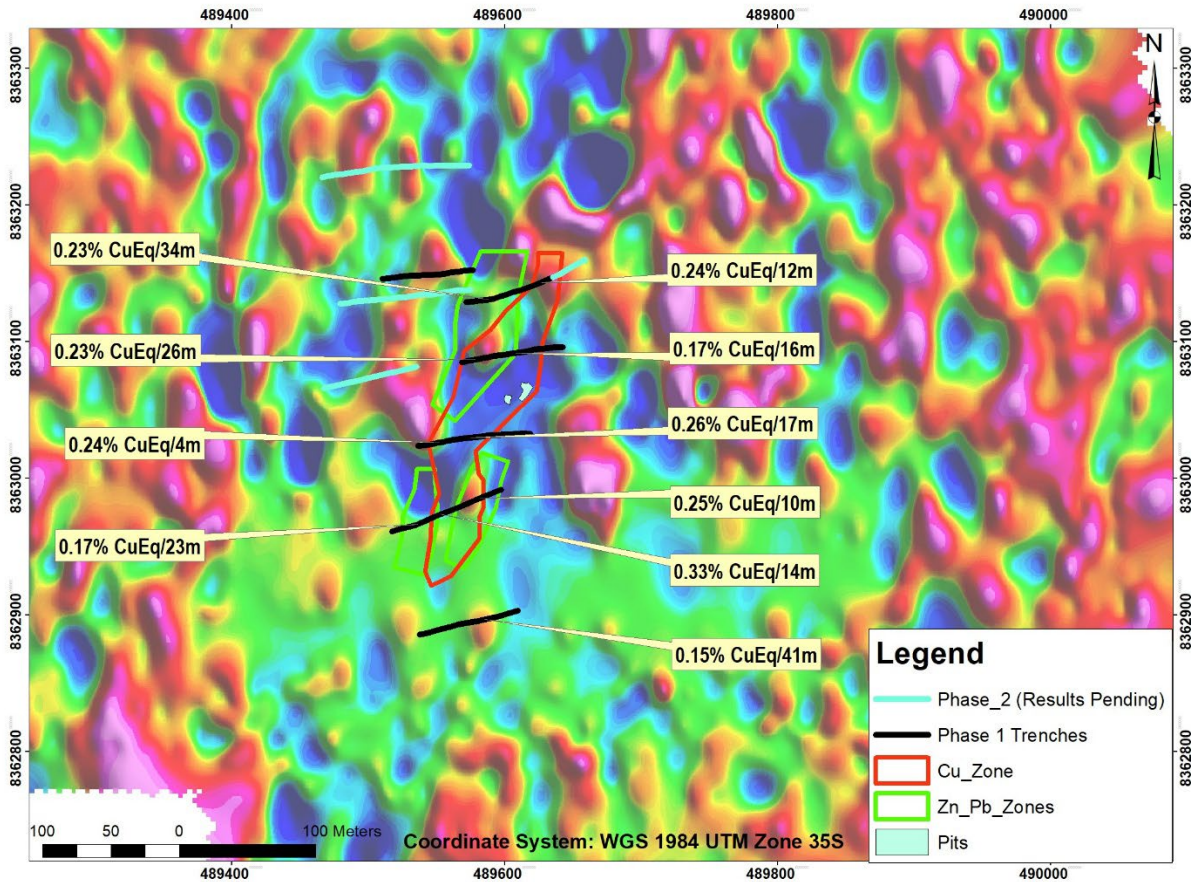 489400 489600 489800 490000
N
8363300 8363300
8363200 8363200
0.23% CuEq/34m
0.24% CuEq/12m
8363100 8363100
0.23% CuEq/26m
0.17% CuEq/16m
0.24% CuEq/4m
0.26% CuEq/17m
8363000 8363000
0.25% CuEq/10m
0.17% CuEq/23m
0.33% CuEq/14m
8362900 8362900
0.15% CuEq/41m
Legend
Phase_2 (Results Pending)
Phase 1 Trenches
Cu_Zone
Zn_Pb_Zones
Pits
8362800 8362800
100 50 0 100 Meters
Coordinate System: WGS 1984 UTM Zone 35S
489400 489600 489800 490000